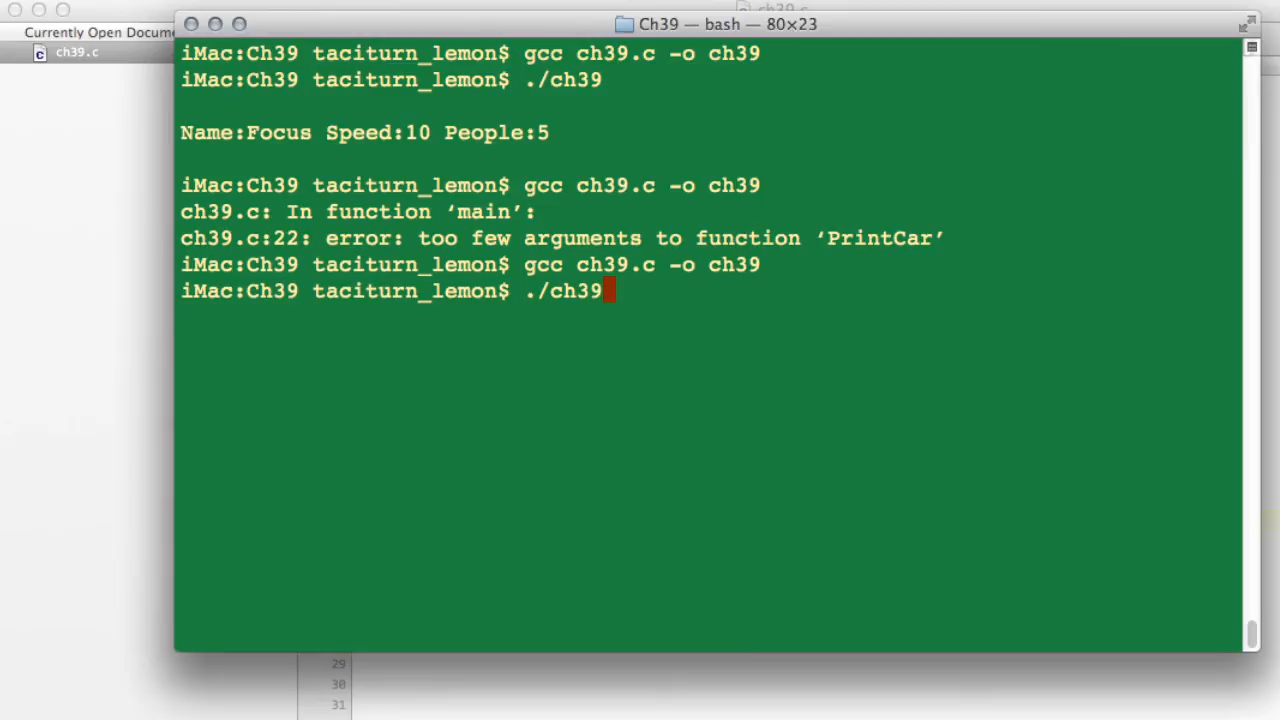 ch39.c
Ch39 — bash — 80×23
Currently Open Docume
ch39.c
iMac:Ch39 taciturn_lemon$ gcc ch39.c -o ch39
iMac:Ch39 taciturn_lemon$ ./ch39
Name:Focus Speed:10 People:5
iMac:Ch39 taciturn_lemon$ gcc ch39.c -o ch39
ch39.c: In function ‘main’:
ch39.c:22: error: too few arguments to function ‘PrintCar’
iMac:Ch39 taciturn_lemon$ gcc ch39.c -o ch39
iMac:Ch39 taciturn_lemon$ ./ch39
29
30
31